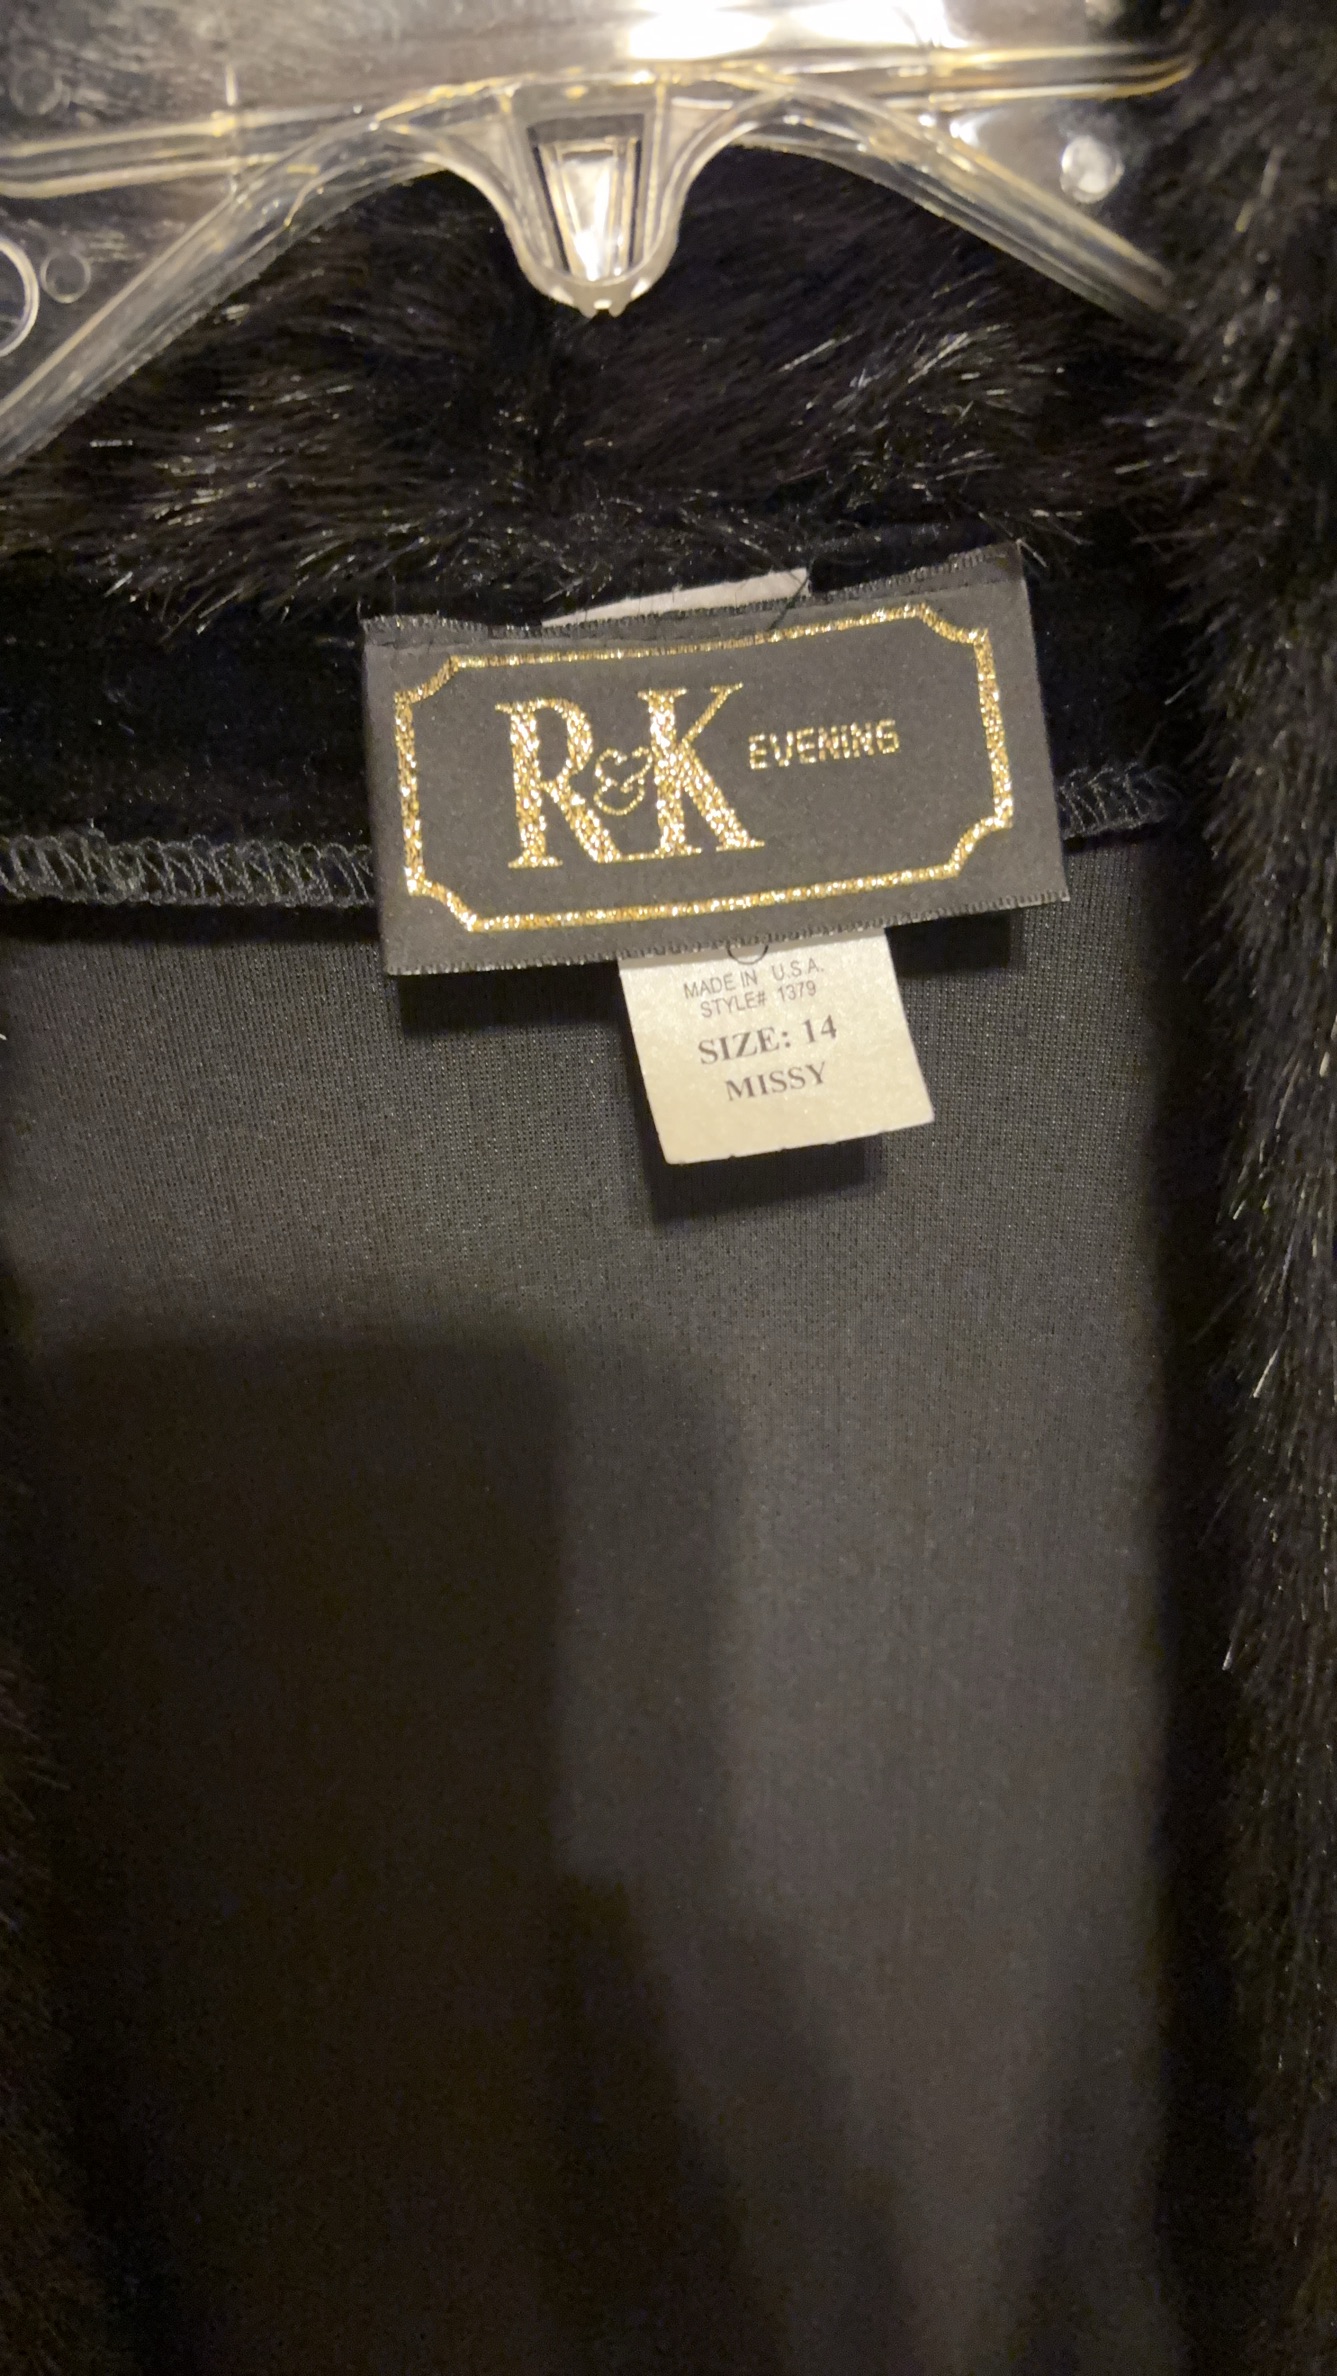 R&K EVENING
MADE IN U.S.A.
STYLE# 1379
SIZE: 14
MISSY